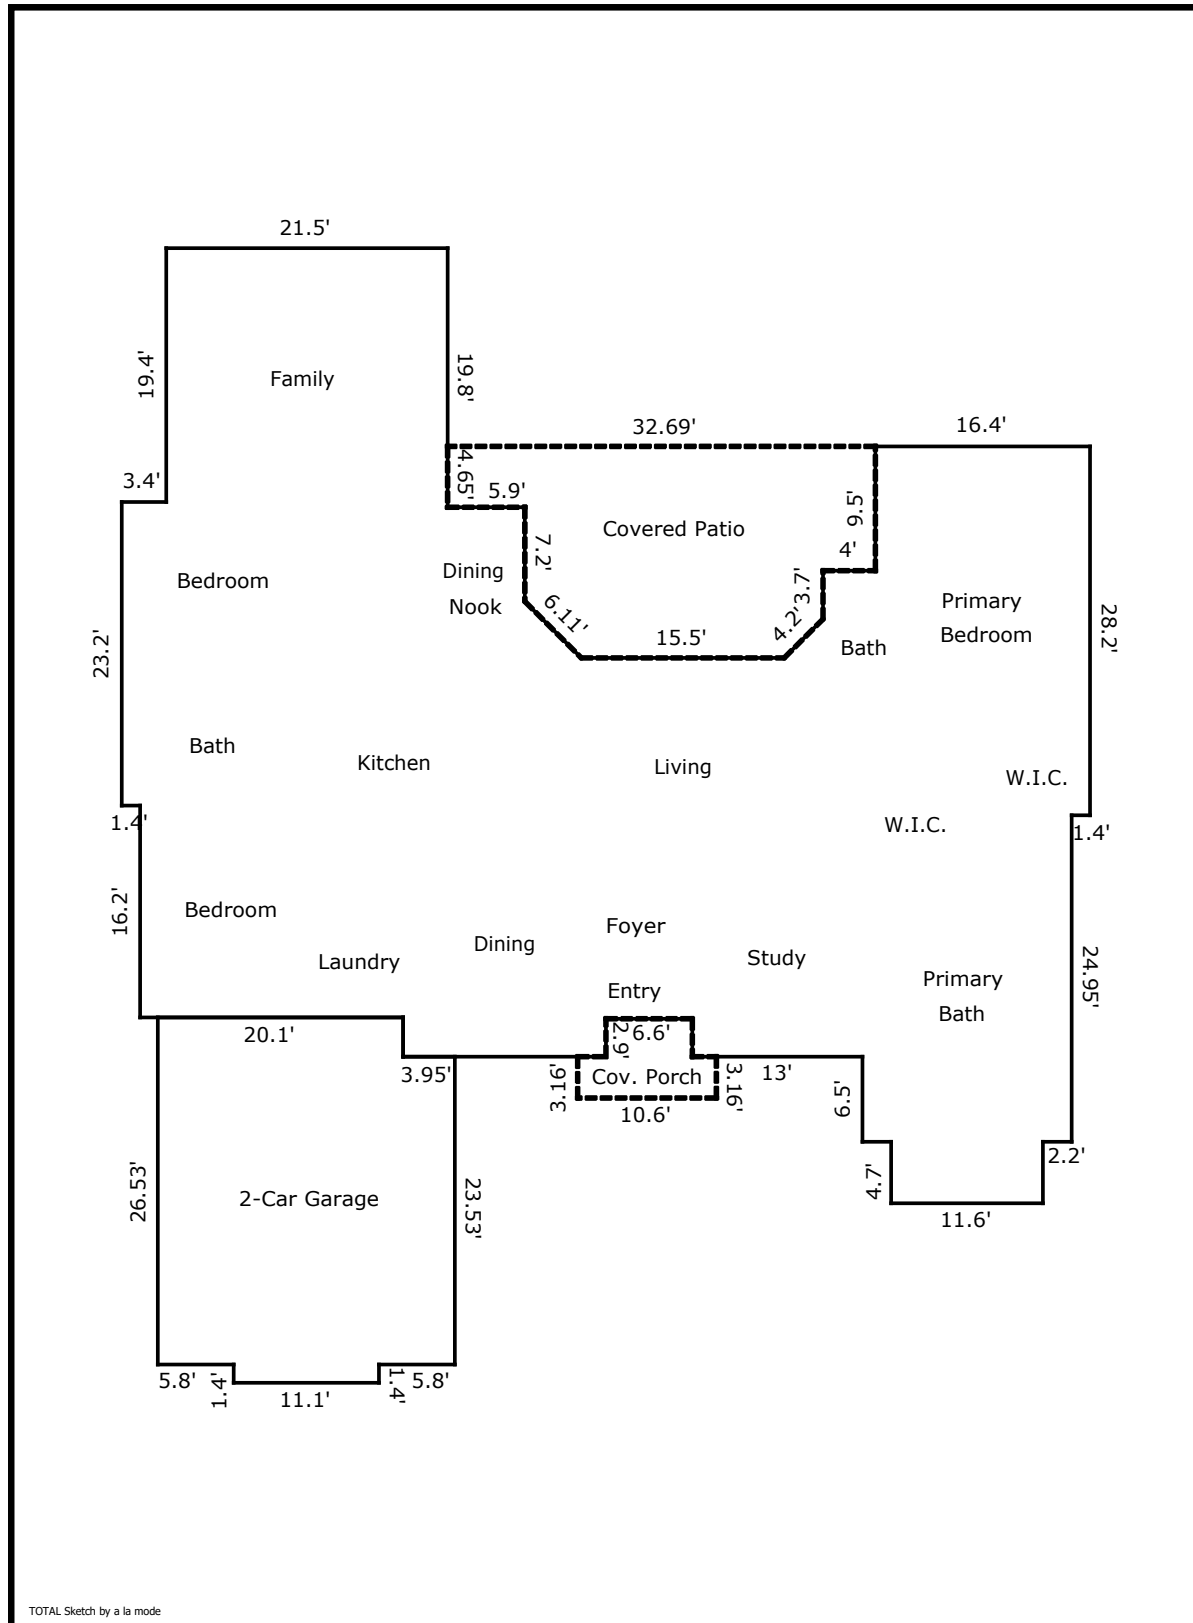 21.5'
19.4'
Family
19.8'
32.69'
16.4'
3.4'
4.65'
5.9'
9.5'
Covered Patio
7.2'
4'
Bedroom
Dining
Nook
3.7'
Primary
Bedroom
6.11'
4.2'
15.5'
Bath
28.2'
23.2'
Bath
Kitchen
Living
W.I.C.
W.I.C.
1.4'
1.4'
16.2'
Bedroom
Laundry
Dining
Foyer
Study
Entry
Primary
Bath
24.95'
20.1'
2.9'
6.6'
3.95'
3.16'
Cov. Porch
3.16'
13'
10.6'
6.5'
2.2'
4.7'
11.6'
26.53'
2-Car Garage
23.53'
5.8'
1.4'
11.1'
1.4'
5.8'
TOTAL Sketch by a la mode